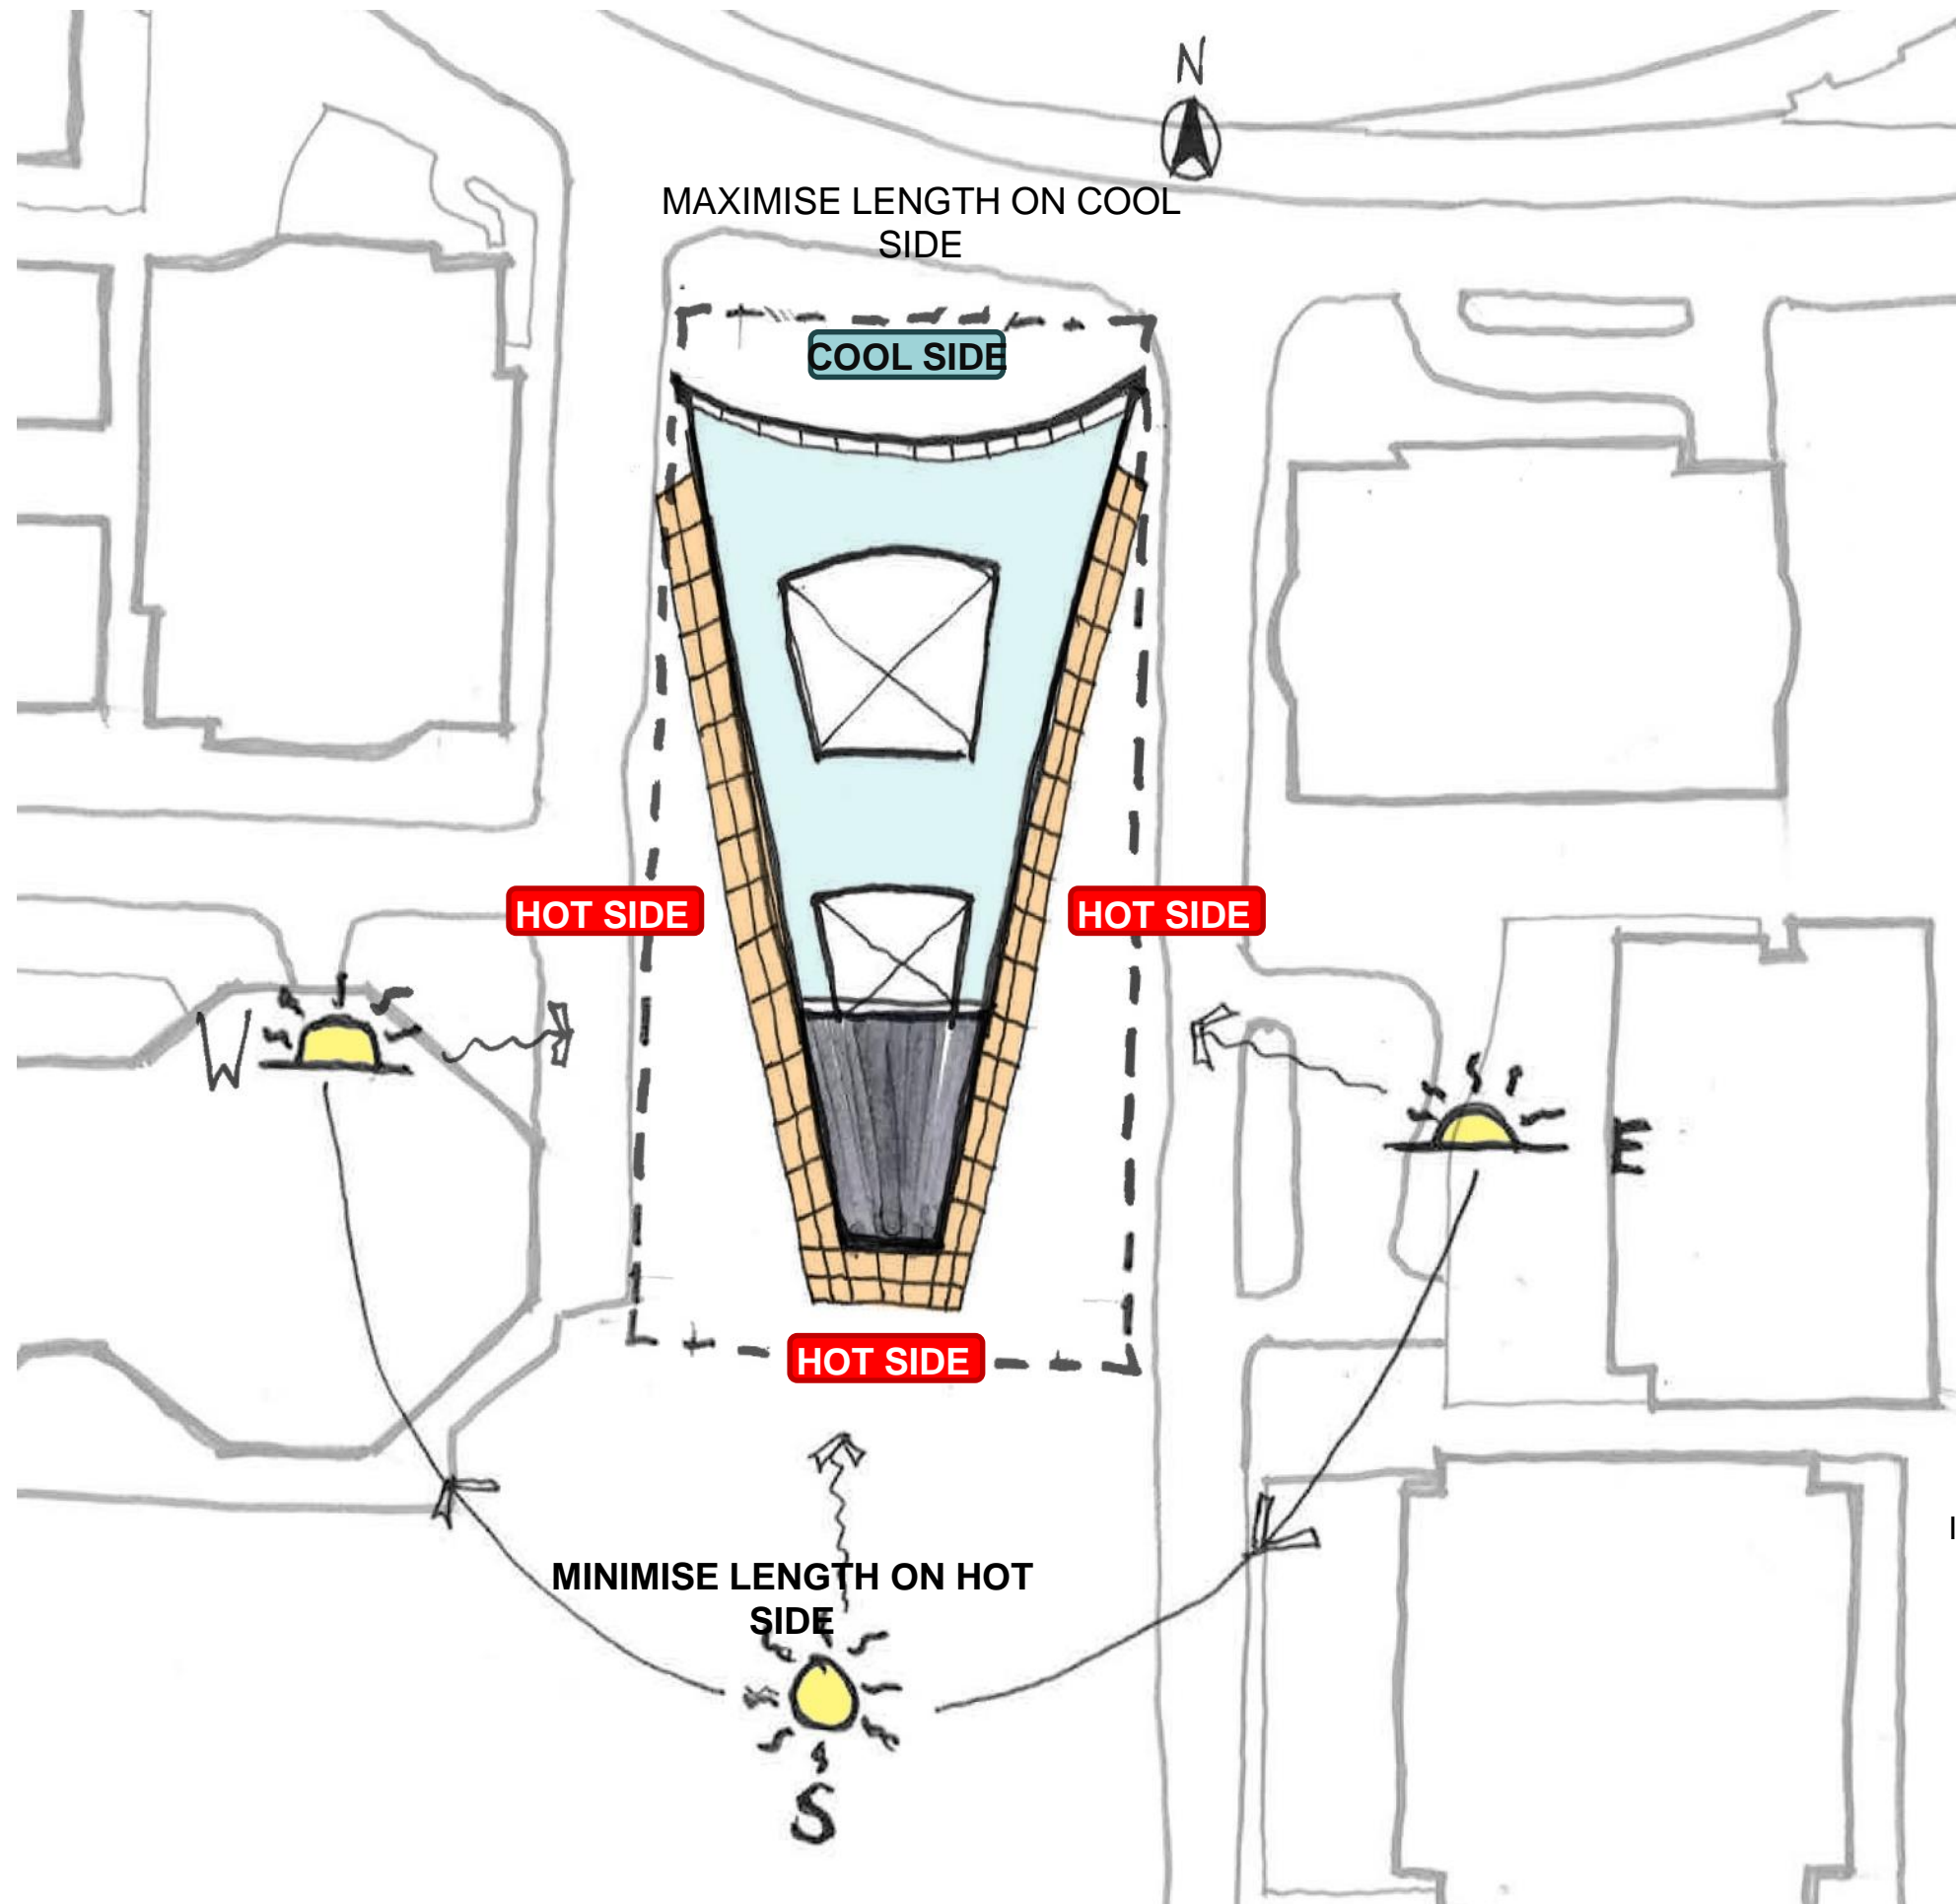 N
MAXIMISE LENGTH ON COOL
SIDE
COOL SIDE
HOT SIDE
HOT SIDE
W
E
HOT SIDE
MINIMISE LENGTH ON HOT
SIDE
S